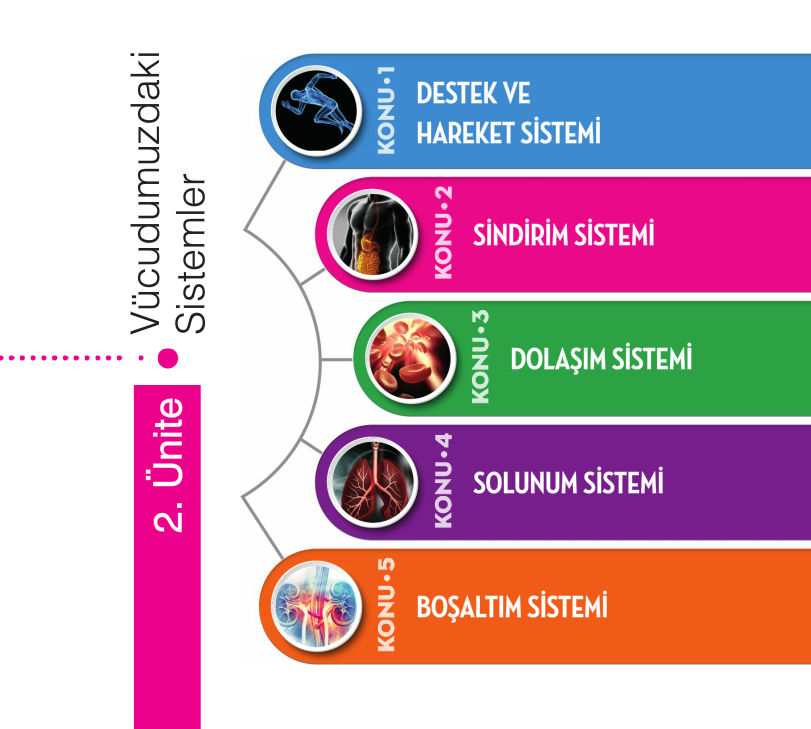 2. Ünite
Vücudumuzdaki
Sistemler
KONU•1
DESTEK VE
HAREKET SİSTEMİ
KONU•2
SİNDİRİM SİSTEMİ
KONU•3
DOLAŞIM SİSTEMİ
KONU•4
SOLUNUM SİSTEMİ
KONU•5
BOŞALTIM SİSTEMİ